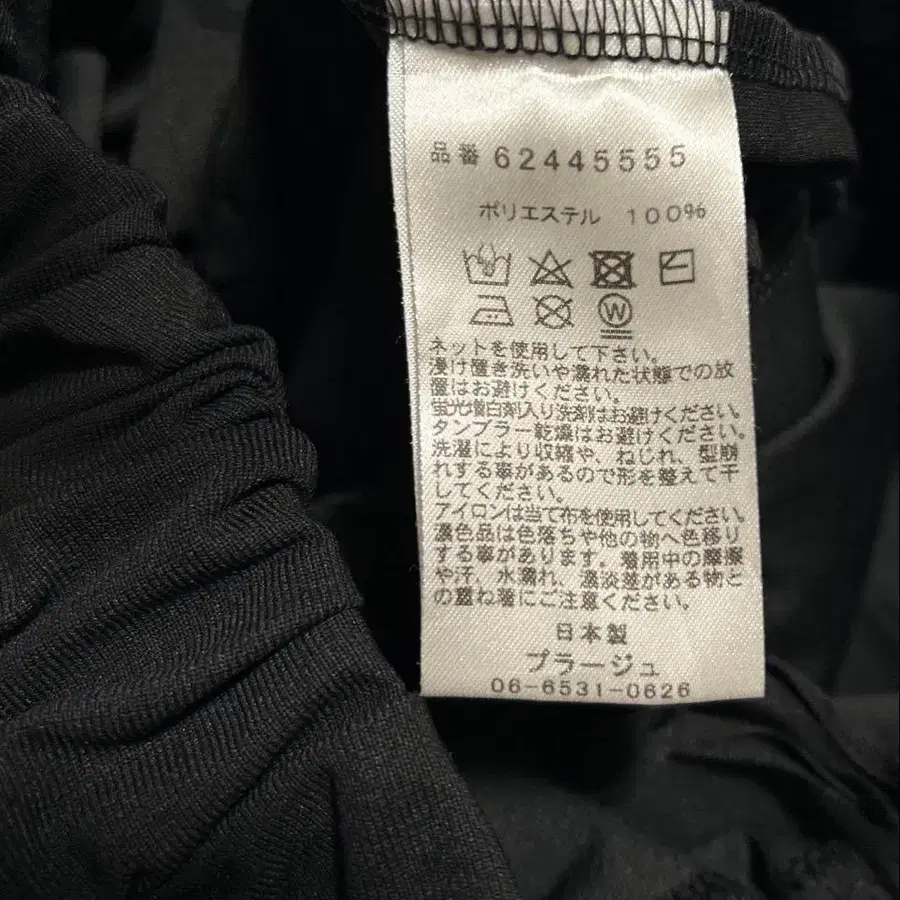 品番 62445555
ポリエステル 100%
W
ネットを使用して下さい。
浸け置き洗いや濡れた状態での放
置はお避けください。
蛍光増白剤入り洗剤はお避けください。
タンブラー乾燥はお避けください。
洗濯により収縮や、ねじれ、型崩
れする事があるので形を整えて干
してください。
アイロンは当て布を使用してください。
濃色品は色落ちや他の物へ色移り
する事があります。着用中の摩擦
や汗、水濡れ、濃淡差がある物と
の重ね着にご注意ください。
日本製
プラージュ
06-6531-0626